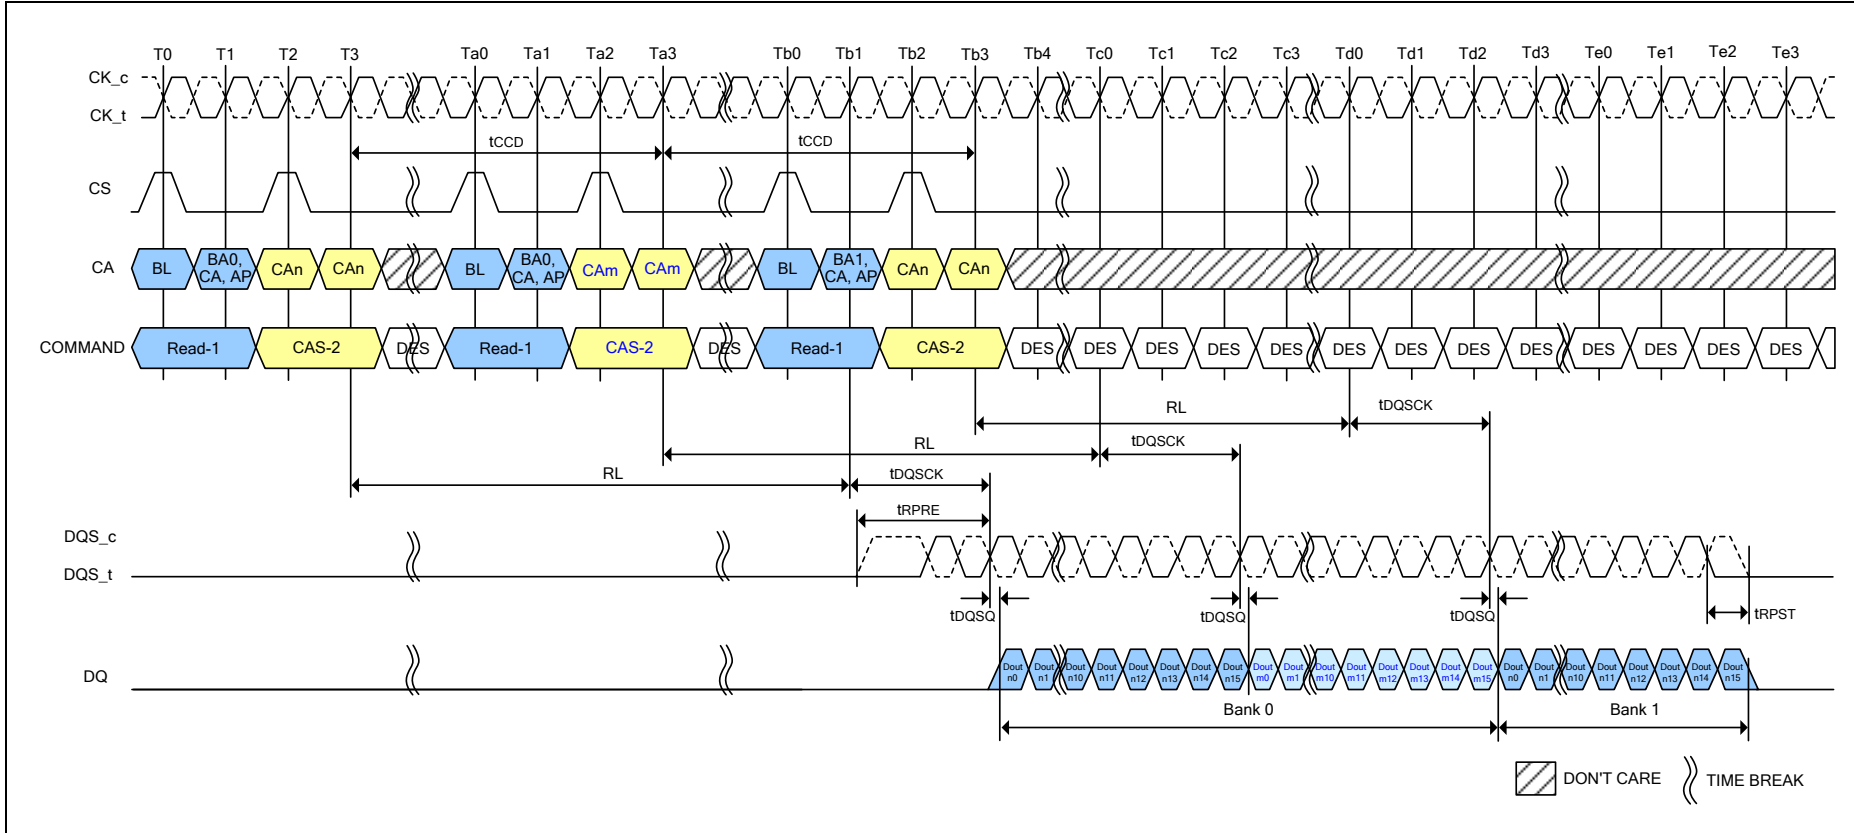 T0 T1 T2 T3 Ta0 Ta1 Ta2 Ta3 Tb0 Tb1 Tb2 Tb3 Tb4 Tc0 Tc1 Tc2 Tc3 Td0 Td1 Td2 Td3 Te0 Te1 Te2 Te3
CK_c
CK_t
tCCD tCCD
CS
CA BL BA0, CA, AP CAn CAn BL BA0, CA, AP CAm CAm BL BA1, CA, AP CAn CAn
COMMAND Read-1 CAS-2 DES Read-1 CAS-2 DES Read-1 CAS-2 DES DES DES DES DES DES DES DES DES DES DES DES DES
RL tDQSCK
RL tDQSCK
RL tDQSCK
tRPRE
DQS_c
DQS_t
tDQSQ tDQSQ tDQSQ tRPST
DQ Dout n0 Dout n1 Dout n10 Dout n11 Dout n12 Dout n13 Dout n14 Dout n15 Dout m0 Dout m1 Dout m10 Dout m11 Dout m12 Dout m13 Dout m14 Dout m15 Dout n0 Dout n1 Dout n10 Dout n11 Dout n12 Dout n13 Dout n14 Dout n15
Bank 0 Bank 1
DON'T CARE TIME BREAK